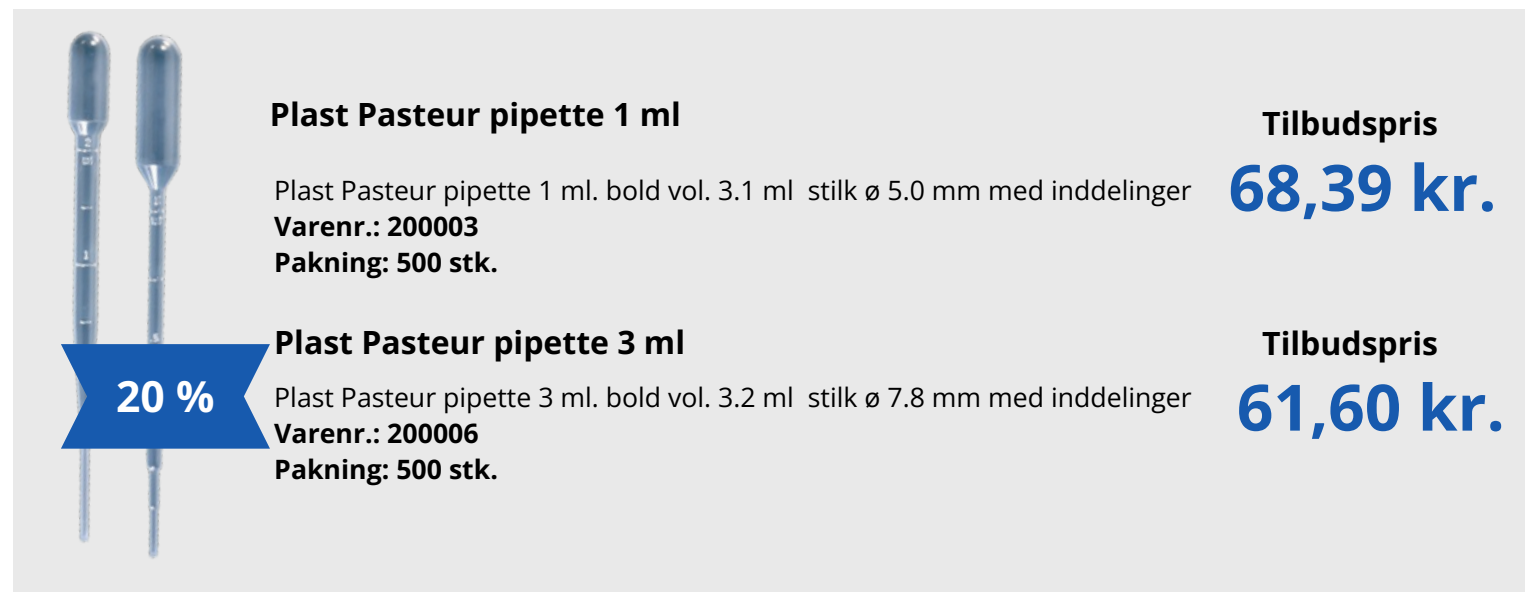 Plast Pasteur pipette 1 ml
Tilbudspris
68,39 kr.
Plast Pasteur pipette 1 ml. bold vol. 3.1 ml  stilk ø 5.0 mm med inddelinger
Varenr.: 200003
Pakning: 500 stk.
Plast Pasteur pipette 3 ml
Tilbudspris
61,60 kr.
20 %
Plast Pasteur pipette 3 ml. bold vol. 3.2 ml  stilk ø 7.8 mm med inddelinger
Varenr.: 200006
Pakning: 500 stk.